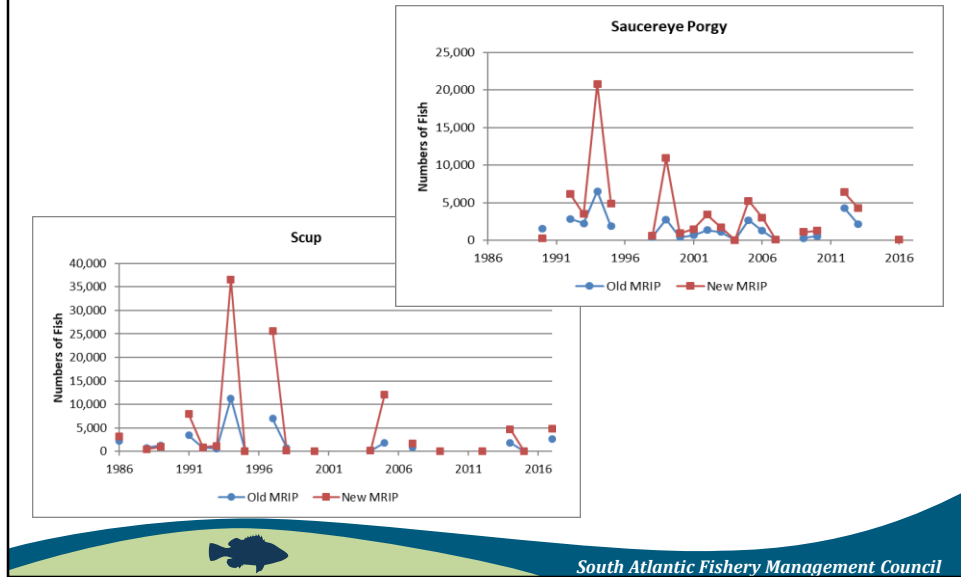 Saucereye Porgy
25,000
20,000
15,000
10,000
5,000
0
Numbers of Fish
1986 1991 1996 2001 2006 2011 2016
Old MRIP New MRIP
Scup
40,000
35,000
30,000
25,000
20,000
15,000
10,000
5,000
0
Numbers of Fish
1986 1991 1996 2001 2006 2011 2016
Old MRIP New MRIP
South Atlantic Fishery Management Council